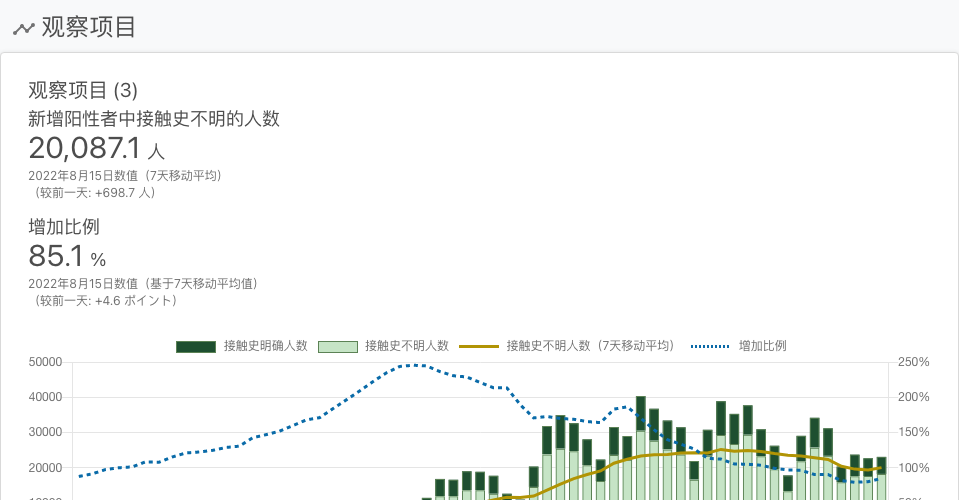 观察项目
观察项目 (3)
新增阳性者中接触史不明的人数
20,087.1 人
2022年8月15日数值（7天移动平均）
（较前一天: +698.7 人）
增加比例
85.1 %
2022年8月15日数值（基于7天移动平均值）
（较前一天: +4.6 ポイント）
接触史明确人数 接触史不明人数 接触史不明人数（7天移动平均） 增加比例
50000 250%
40000 200%
30000 150%
20000 100%